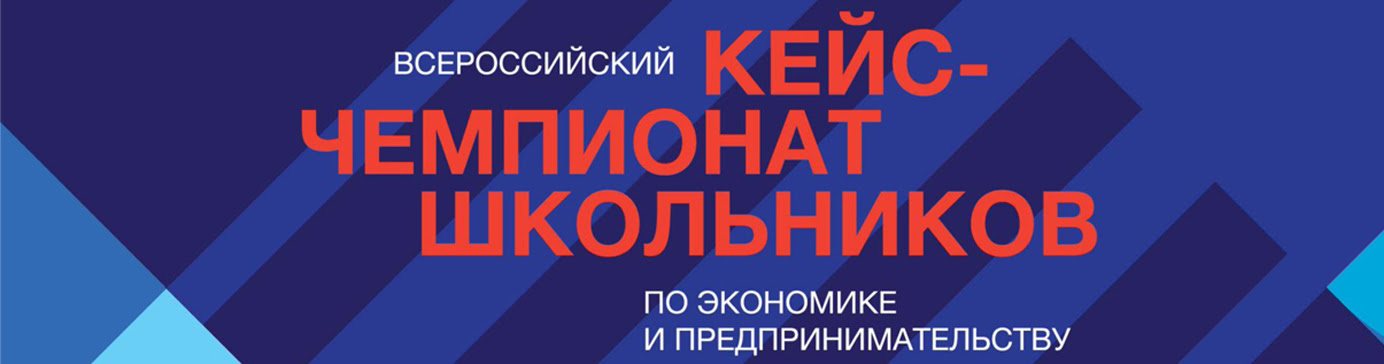 ВСЕРОССИЙСКИЙ КЕЙС-
ЧЕМПИОНАТ
ШКОЛЬНИКОВ
ПО ЭКОНОМИКЕ
И ПРЕДПРИНИМАТЕЛЬСТВУ